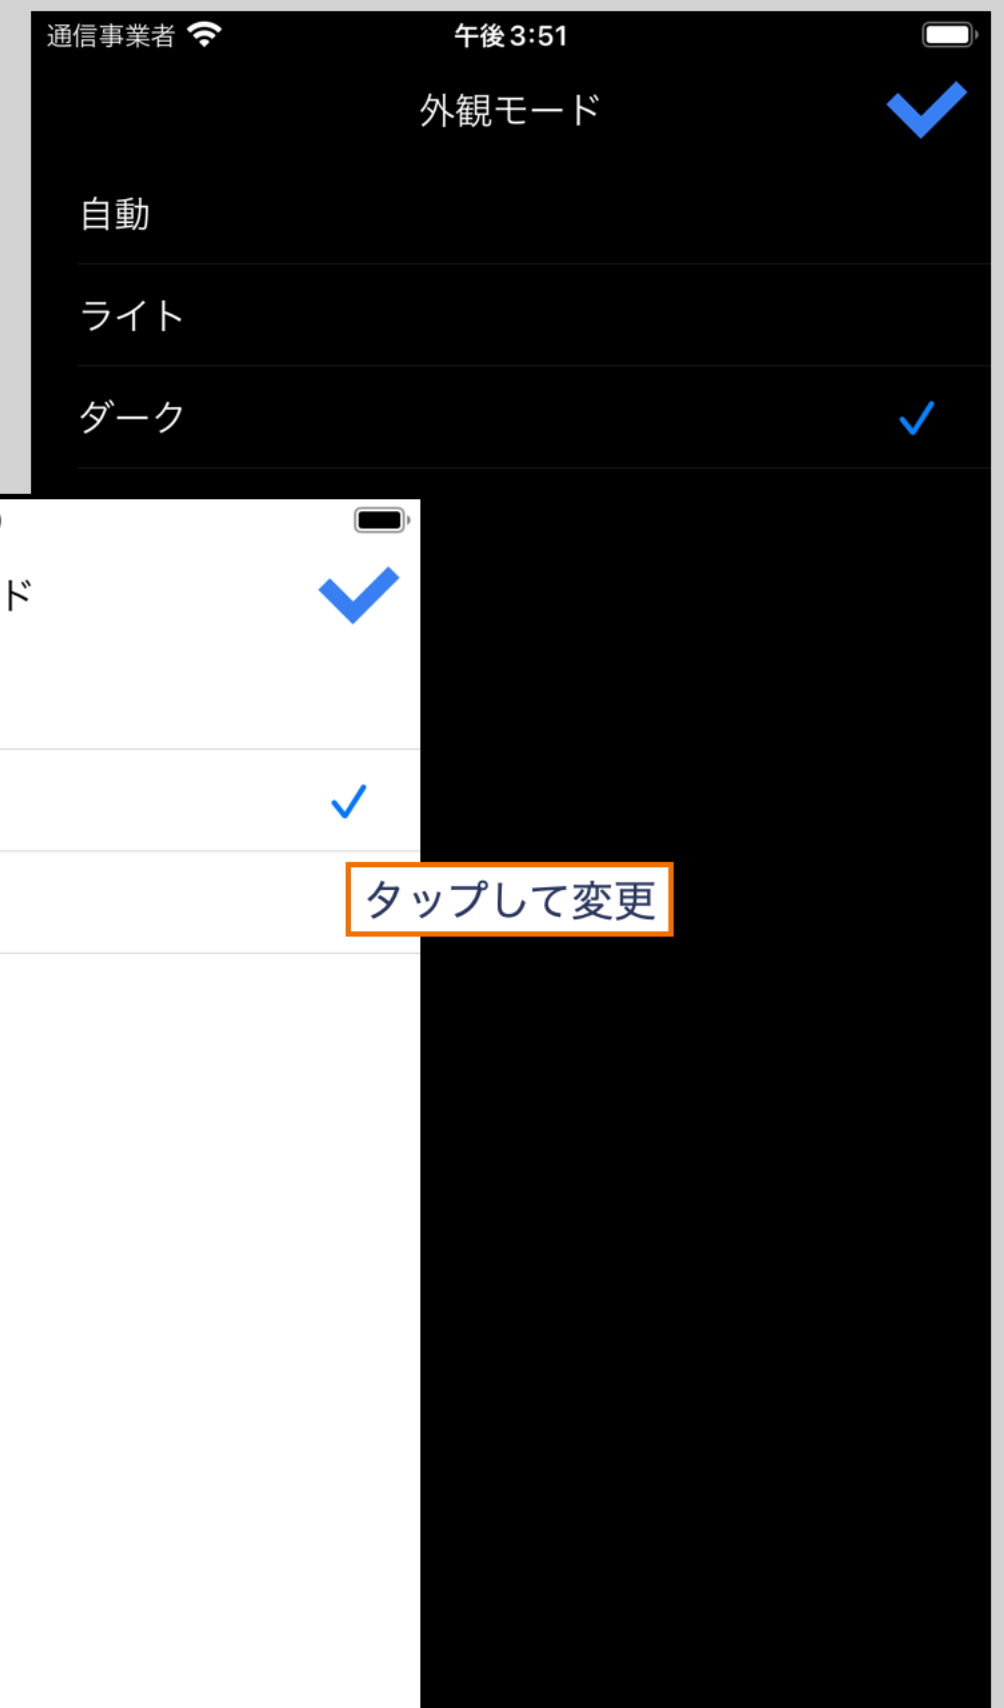 通信事業者
午後3:51
外観モード
自動
ライト
ダーク
ド
タップして変更